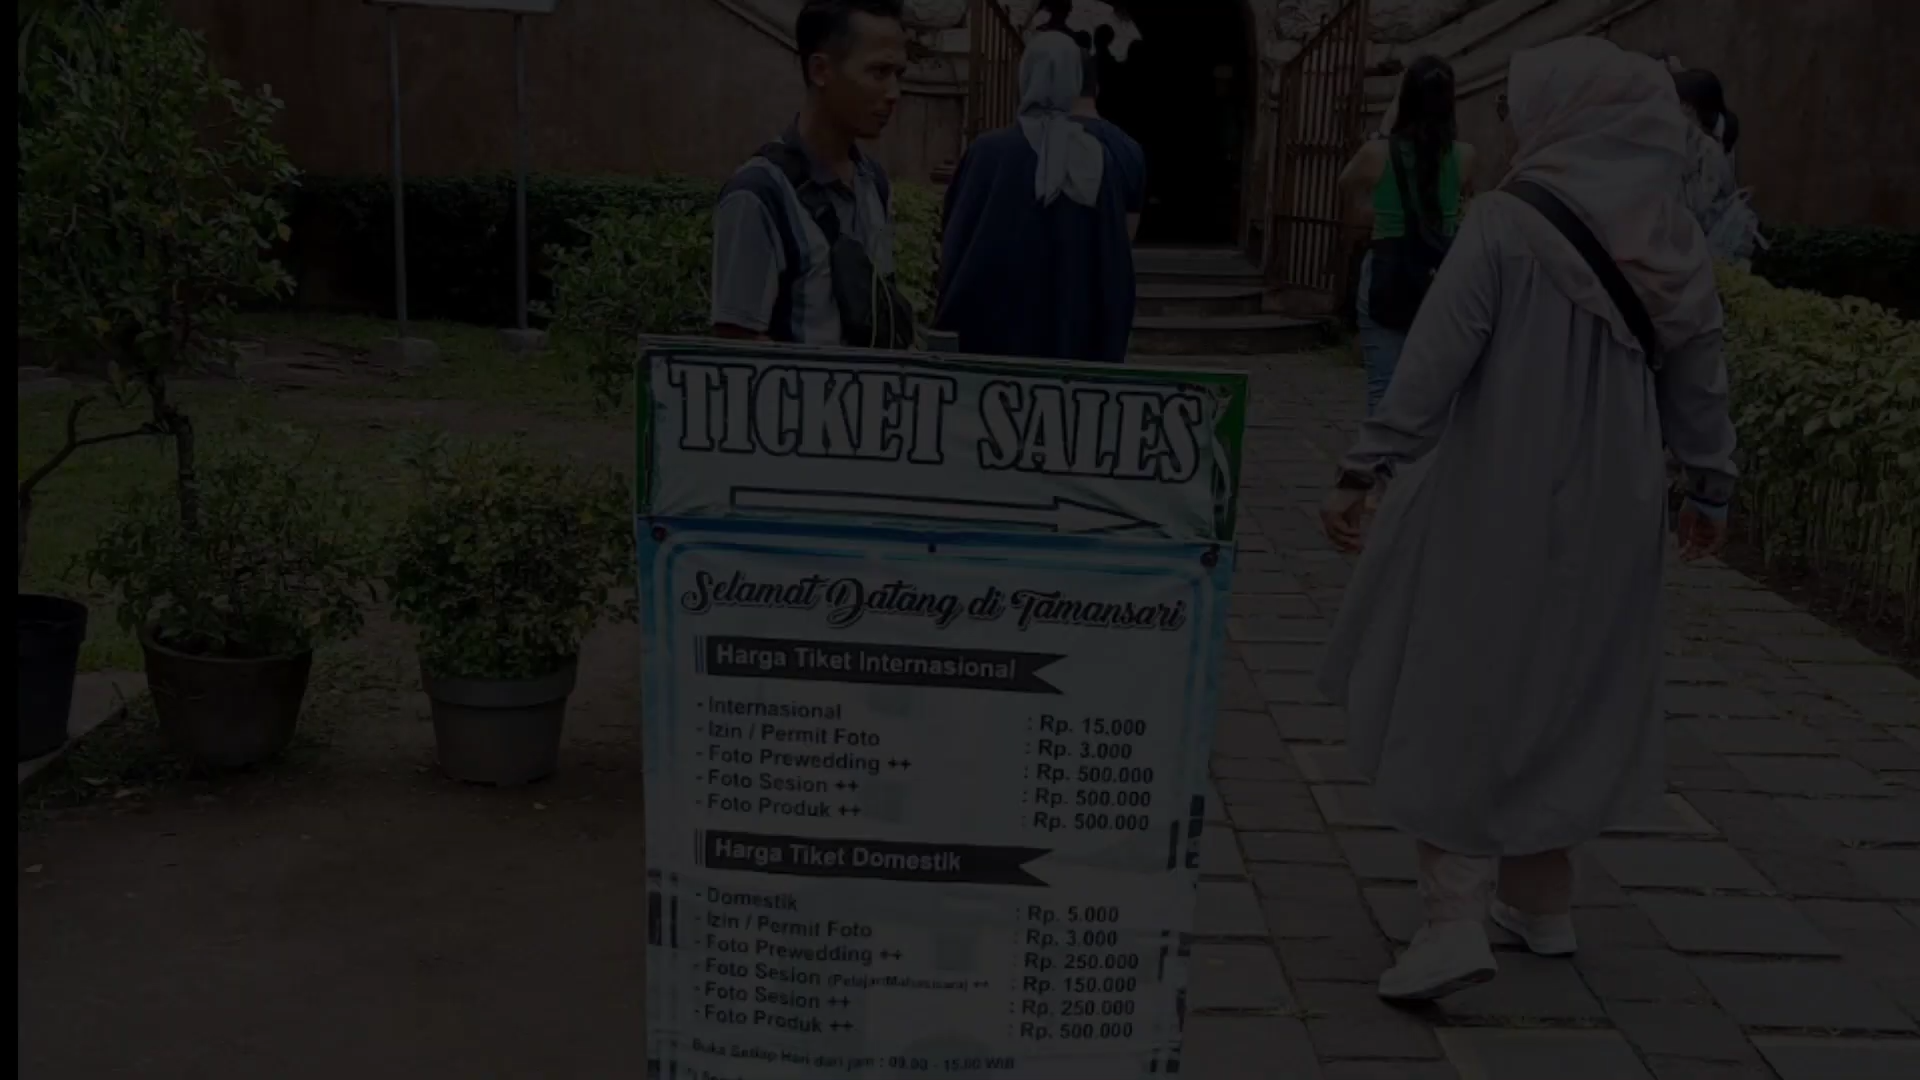 TICKET SALES
Selamat Datang di Tamansari
Harga Tiket Internasional
- Internasional : Rp. 15.000
- Izin / Permit Foto : Rp. 3.000
- Foto Prewedding ++ : Rp. 500.000
- Foto Sesion ++ : Rp. 500.000
- Foto Produk ++ : Rp. 500.000
Harga Tiket Domestik
- Domestik : Rp. 5.000
- Izin / Permit Foto : Rp. 3.000
- Foto Prewedding ++ : Rp. 250.000
- Foto Sesion (Pelajar/Mahasiswa) ++ : Rp. 150.000
- Foto Sesion ++ : Rp. 250.000
- Foto Produk ++ : Rp. 500.000
Buka Setiap Hari dari jam : 09.00 - 15.00 WIB